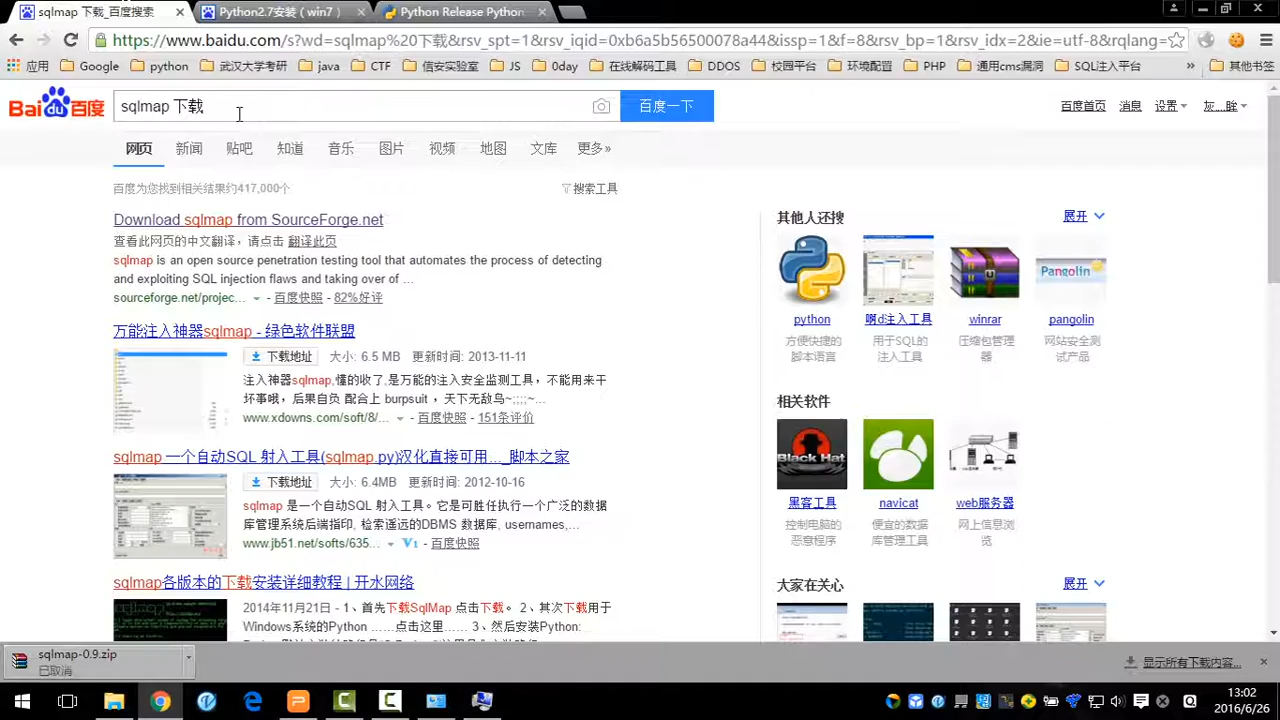 sqlmap 下载_百度搜索
Python2.7安装（win7）
Python Release Python
https://www.baidu.com/s?wd=sqlmap%20下载&rsv_spt=1&rsv_iqid=0xb6a5b56500078a44&issp=1&f=8&rsv_bp=1&rsv_idx=2&ie=utf-8&rqlang=
应用 Google python 武汉大学考研 java CTF 信安实验室 JS 0day 在线解码工具 DDOS 校园平台 环境配置 PHP 通用cms漏洞 SQL注入平台 » 其他书签
Bai du 百度
sqlmap 下载
百度一下
百度首页 消息 设置
网页 新闻 贴吧 知道 音乐 图片 视频 地图 文库 更多»
百度为您找到相关结果约417,000个
搜索工具
Download sqlmap from SourceForge.net
查看此网页的中文翻译，请点击 翻译此页
sqlmap is an open source penetration testing tool that automates the process of detecting
and exploiting SQL injection flaws and taking over of ...
sourceforge.net/projec... - 百度快照 - 82%好评
万能注入神器sqlmap - 绿色软件联盟
下载地址 大小: 6.5 MB 更新时间: 2013-11-11
注入神器sqlmap,懂的收了,是万能的注入安全监测工具,
坏事哦,后果自负 配合上 burpsuit,
www.xdowns.com/soft/8/... - 百度快照 - 151条评价
sqlmap 一个自动SQL 射入工具(sqlmap.py)汉化直接可用..._脚本之家
下载地址 大小: 6.4MB 更新时间: 2012-10-16
sqlmap是一个自动SQL 射入工具。它是可胜任执行一个广泛的数据
库管理系统后端指印, 检索遥远的DBMS 数据库, usernames,...
www.jb51.net/softs/635... V1 - 百度快照
sqlmap各版本的下载安装详细教程 | 开水网络
2014年11月21日 - 1、首先下载SqlMap 点击下载。2、其次下载用于
Windows系统的Python......点击这里...... 然后安装Python
其他人还搜 展开
Pangolin
python 啊d注入工具 winrar pangolin
方便快捷的
脚本语言
用于SQL的
注入工具
压缩包管理
器
网站安全测
试产品
相关软件
Black Hat
黑客工具 navicat web服务器
控制电脑的
恶意程序
便宜的数据
库管理工具
网上信息浏
览
大家在关心 展开
sqlmap-0.9.zip
已取消
显示所有下载内容...
13:02
2016/6/26